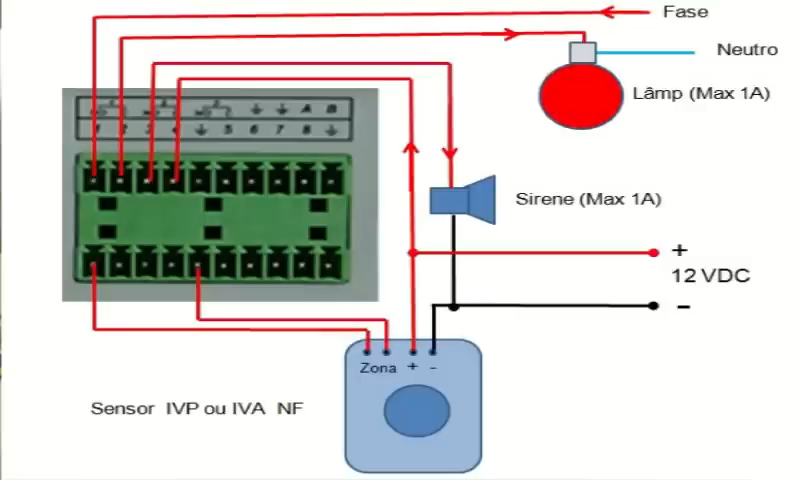 Fase
Neutro
Lâmp (Max 1A)
A B
1 2 3 4 5 6 7 8
Sirene (Max 1A)
+
12 VDC
-
Zona + -
Sensor IVP ou IVA NF